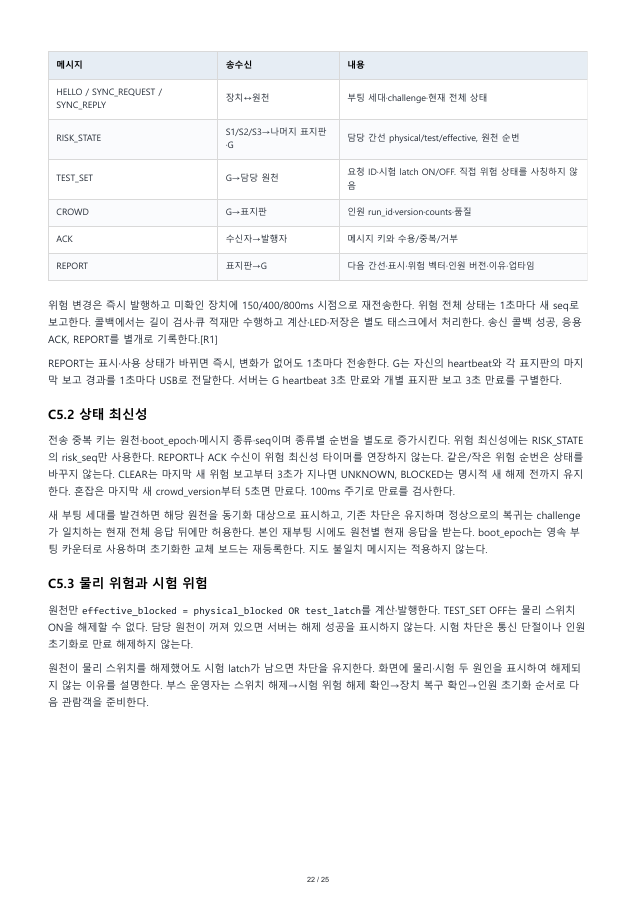 메시지 송수신 내용
HELLO / SYNC_REQUEST /
SYNC_REPLY
장치↔원천
부팅 세대·challenge·현재 전체 상태
RISK_STATE
S1/S2/S3→나머지 표지판
·G
담당 간선 physical/test/effective, 원천 순번
TEST_SET
G→담당 원천
요청 ID·시험 latch ON/OFF. 직접 위험 상태를 사칭하지 않
음
CROWD
G→표지판
인원 run_id·version·counts·품질
ACK
수신자→발행자
메시지 키와 수용/중복/거부
REPORT
표지판→G
다음 간선·표시·위험 벡터·인원 버전·이유·업타임
위험 변경은 즉시 발행하고 미확인 장치에 150/400/800ms 시점으로 재전송한다. 위험 전체 상태는 1초마다 새 seq로
보고한다. 콜백에서는 길이 검사·큐 적재만 수행하고 계산·LED·저장은 별도 태스크에서 처리한다. 송신 콜백 성공, 응용
ACK, REPORT를 별개로 기록한다.[R1]
REPORT는 표시·사용 상태가 바뀌면 즉시, 변화가 없어도 1초마다 전송한다. G는 자신의 heartbeat와 각 표지판의 마지
막 보고 경과를 1초마다 USB로 전달한다. 서버는 G heartbeat 3초 만료와 개별 표지판 보고 3초 만료를 구별한다.
C5.2 상태 최신성
전송 중복 키는 원천·boot_epoch·메시지 종류·seq이며 종류별 순번을 별도로 증가시킨다. 위험 최신성에는 RISK_STATE
의 risk_seq만 사용한다. REPORT나 ACK 수신이 위험 최신성 타이머를 연장하지 않는다. 같은/작은 위험 순번은 상태를
바꾸지 않는다. CLEAR는 마지막 새 위험 보고부터 3초가 지나면 UNKNOWN, BLOCKED는 명시적 새 해제 전까지 유지
한다. 혼잡은 마지막 새 crowd_version부터 5초면 만료다. 100ms 주기로 만료를 검사한다.
새 부팅 세대를 발견하면 해당 원천을 동기화 대상으로 표시하고, 기존 차단은 유지하며 정상으로의 복귀는 challenge
가 일치하는 현재 전체 응답 뒤에만 허용한다. 본인 재부팅 시에도 원천별 현재 응답을 받는다. boot_epoch는 영속 부
팅 카운터로 사용하며 초기화한 교체 보드는 재등록한다. 지도 불일치 메시지는 적용하지 않는다.
C5.3 물리 위험과 시험 위험
원천만 effective_blocked = physical_blocked OR test_latch를 계산·발행한다. TEST_SET OFF는 물리 스위치
ON을 해제할 수 없다. 담당 원천이 꺼져 있으면 서버는 해제 성공을 표시하지 않는다. 시험 차단은 통신 단절이나 인원
초기화로 만료 해제하지 않는다.
원천이 물리 스위치를 해제했어도 시험 latch가 남으면 차단을 유지한다. 화면에 물리·시험 두 원인을 표시하여 해제되
지 않는 이유를 설명한다. 부스 운영자는 스위치 해제→시험 위험 해제 확인→장치 복구 확인→인원 초기화 순서로 다
음 관람객을 준비한다.
22 / 25